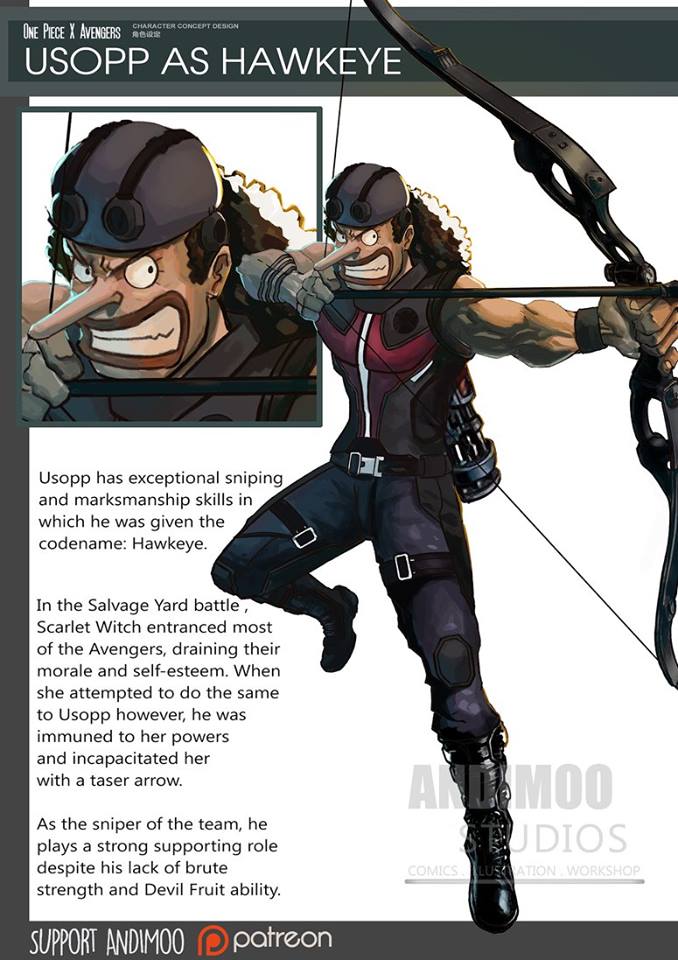 ONE PIECE X AVENGERS
CHARACTER CONCEPT DESIGN
角色设定
USOPP AS HAWKEYE
Usopp has exceptional sniping
and marksmanship skills in
which he was given the
codename: Hawkeye.
In the Salvage Yard battle ,
Scarlet Witch entranced most
of the Avengers, draining their
morale and self-esteem. When
she attempted to do the same
to Usopp however, he was
immuned to her powers
and incapacitated her
with a taser arrow.
As the sniper of the team, he
plays a strong supporting role
despite his lack of brute
strength and Devil Fruit ability.
ANDIMOO
STUDIOS
COMICS . ILLUSTRATION . WORKSHOP
SUPPORT ANDIMOO patreon